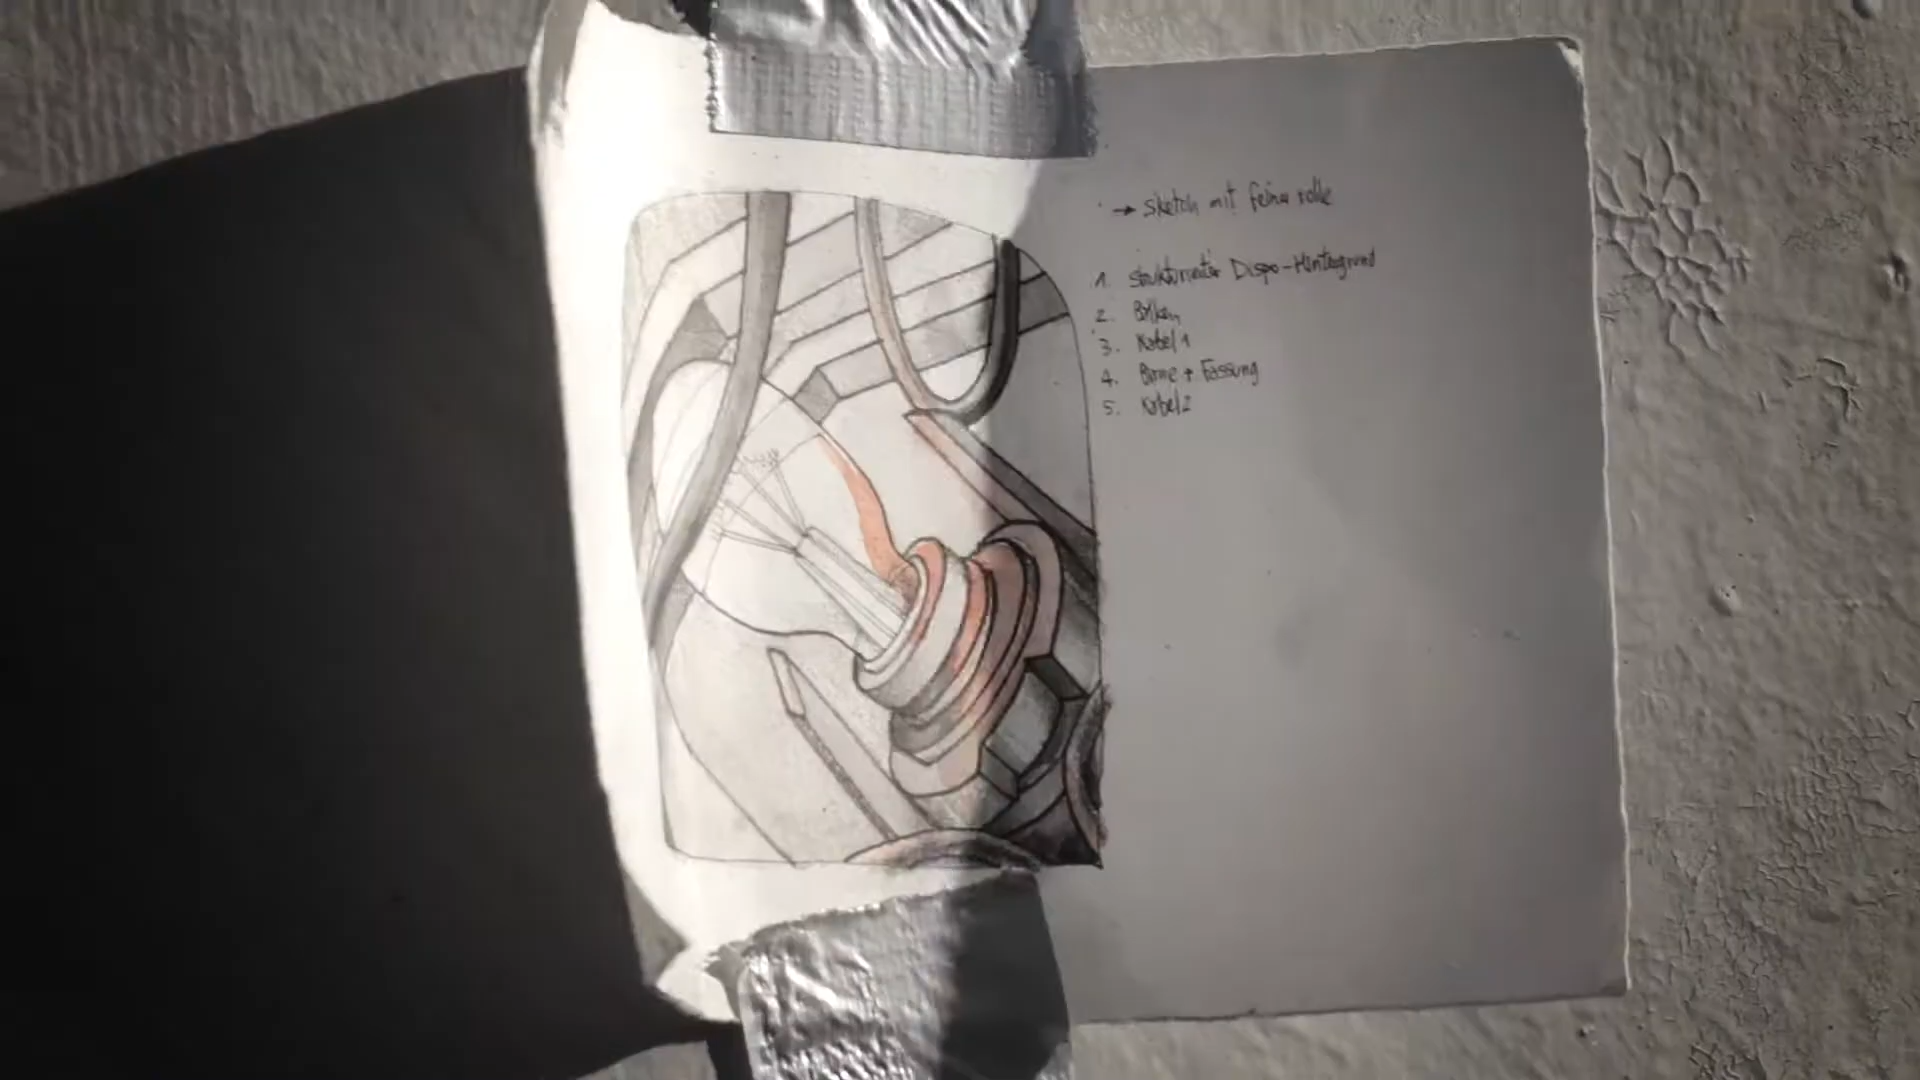 → Sketch mit feiner rolle
1. Strukturierter Dispo-Hintergrund
2. Balken
3. Kabel 1
4. Birne + Fassung
5. Kabel 2